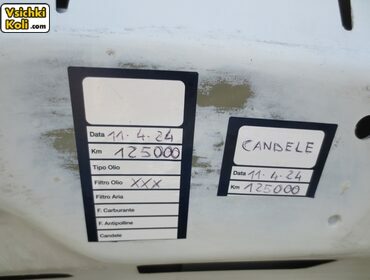 Vsichki
Koli.com
Data 11-4-24
Km 125000
Tipo Olio
Filtro Olio XXX
Filtro Aria
F. Carburante
F. Antipolline
Candele
CANDELE
Data 11-4-24
Km 125000